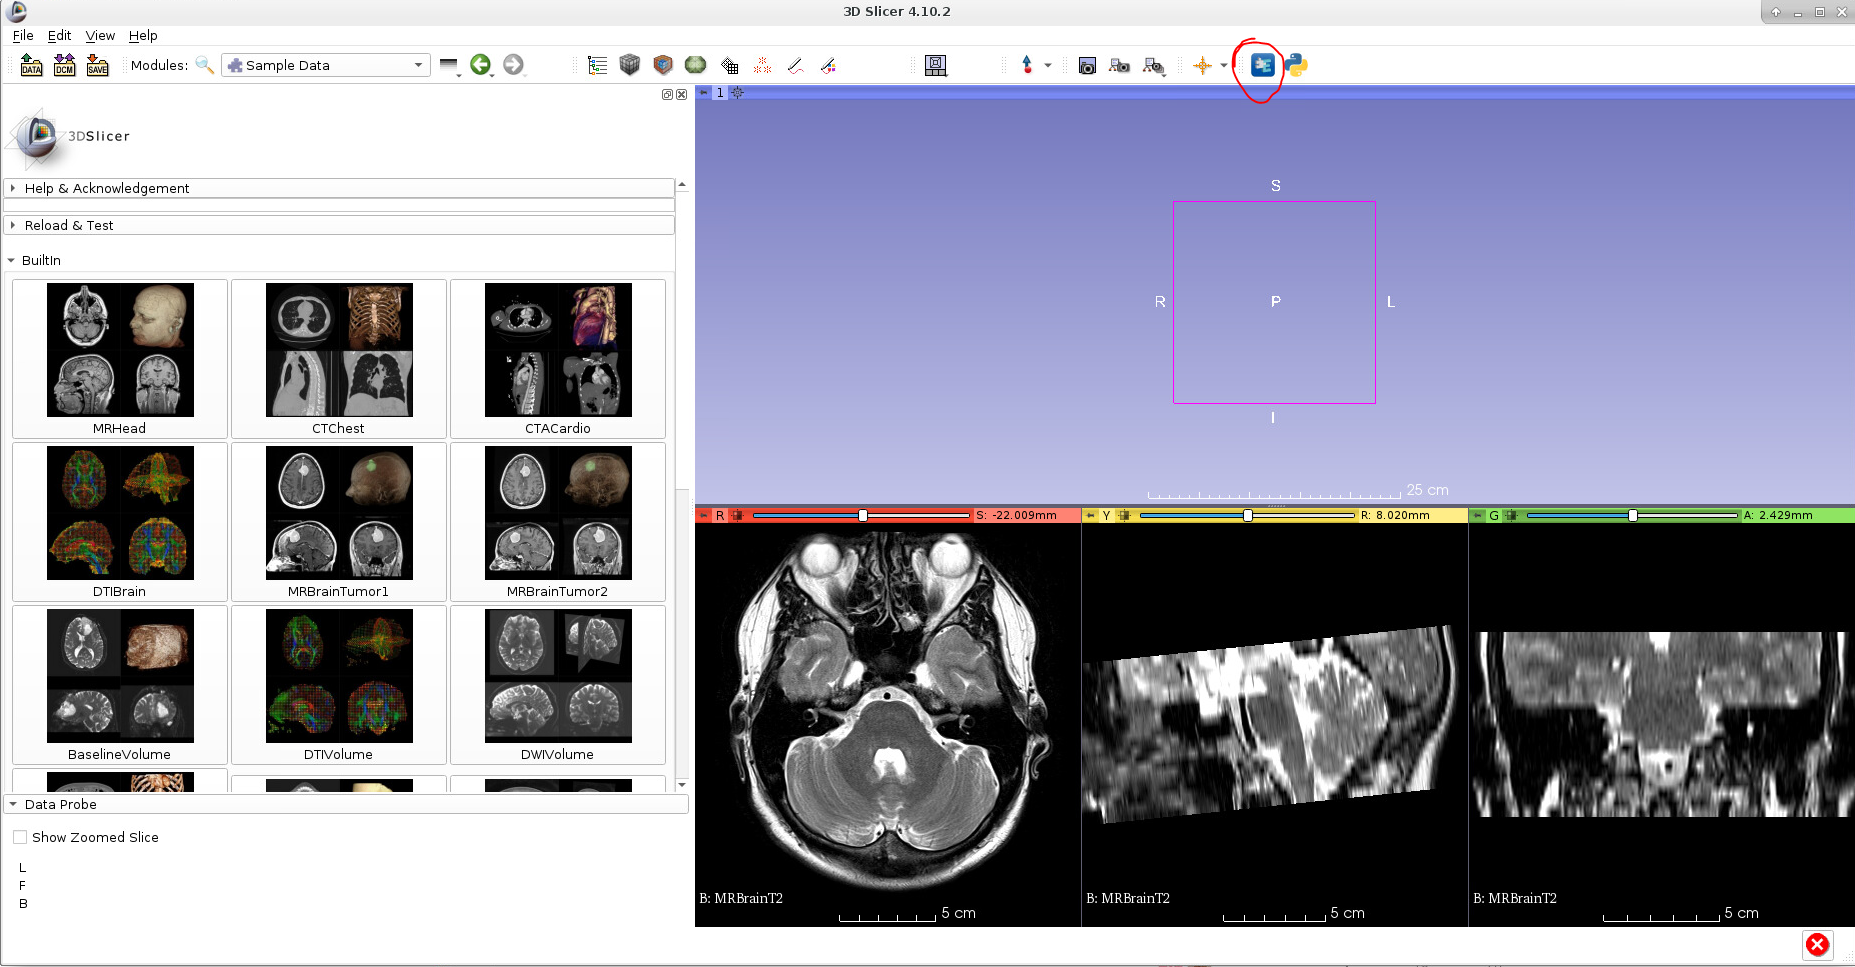 3D Slicer 4.10.2
File Edit View Help
DATA DCM SAVE Modules: Sample Data
1
3DSlicer
Help & Acknowledgement
Reload & Test
BuiltIn
MRHead CTChest CTACardio
DTIBrain MRBrainTumor1 MRBrainTumor2
BaselineVolume DTIVolume DWIVolume
Data Probe
Show Zoomed Slice
L
F
B
S
R P L
I
25 cm
R S: -22.009mm
Y R: 8.020mm
G A: 2.429mm
B: MRBrainT2
5 cm
B: MRBrainT2
5 cm
B: MRBrainT2
5 cm